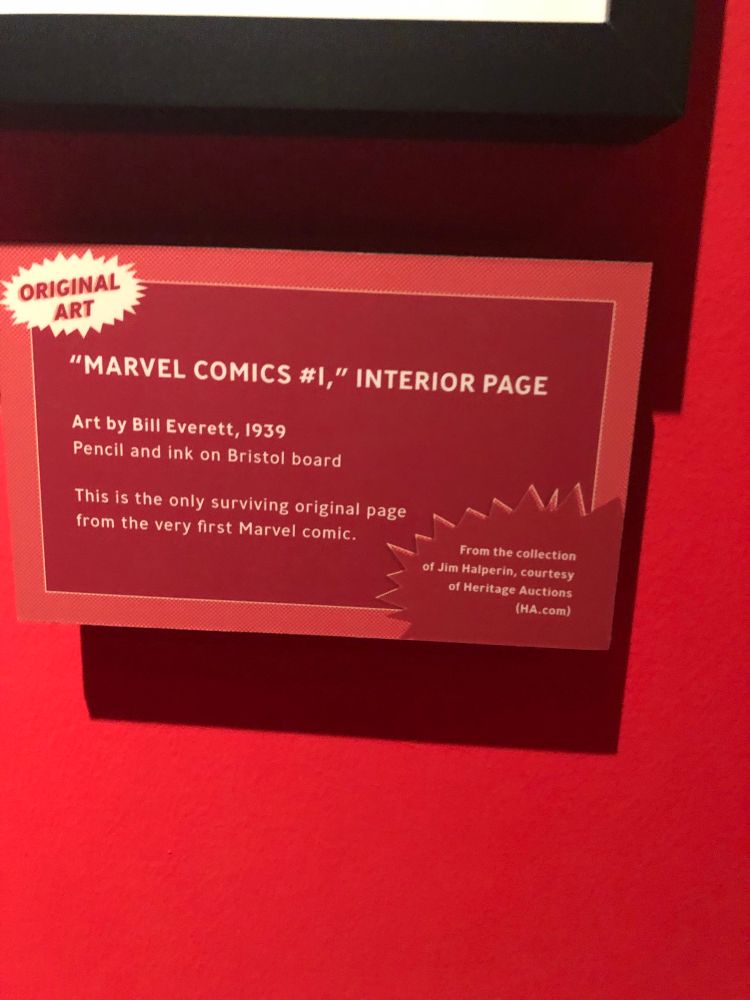 ORIGINAL
ART
“MARVEL COMICS #1,” INTERIOR PAGE
Art by Bill Everett, 1939
Pencil and ink on Bristol board
This is the only surviving original page
from the very first Marvel comic.
From the collection
of Jim Halperin, courtesy
of Heritage Auctions
(HA.com)